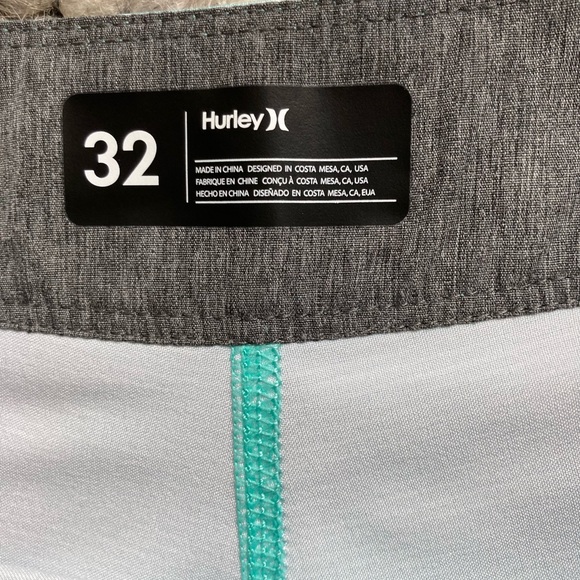 32
Hurley
MADE IN CHINA DESIGNED IN COSTA MESA, CA, USA
FABRIQUE EN CHINE CONÇU À COSTA MESA, CA, USA
HECHO EN CHINA DISEÑADO EN COSTA MESA, CA, EUA